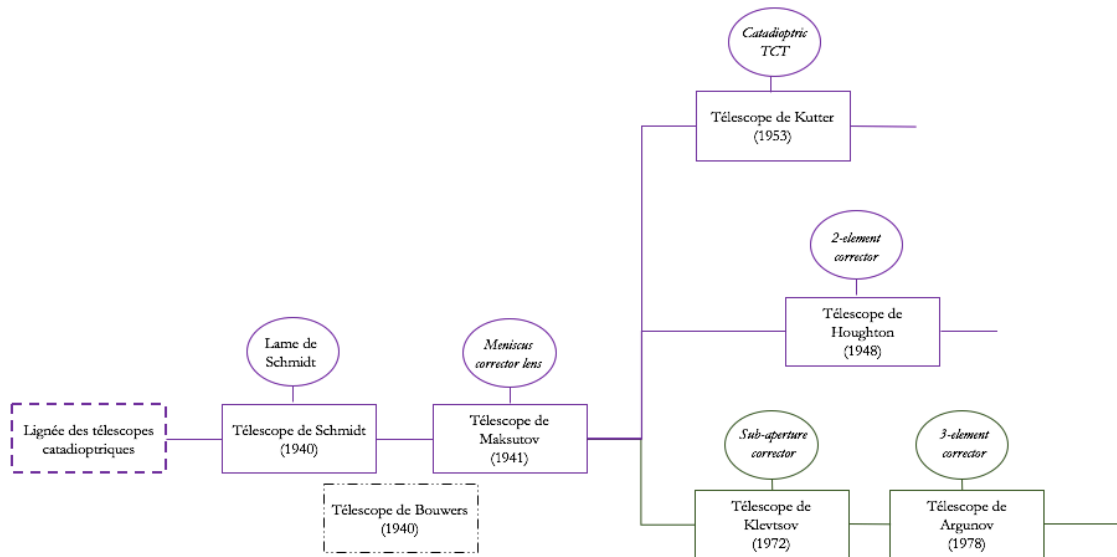 Catadioptric
TCT
Télescope de Kutter
(1953)
2-element
corrector
Télescope de
Houghton
(1948)
Lame de
Schmidt
Meniscus
corrector lens
Lignée des télescopes
catadioptriques
Télescope de Schmidt
(1940)
Télescope de
Maksutov
(1941)
Sub-aperture
corrector
3-element
corrector
Télescope de Bouwers
(1940)
Télescope de
Klevtsov
(1972)
Télescope de
Argunov
(1978)